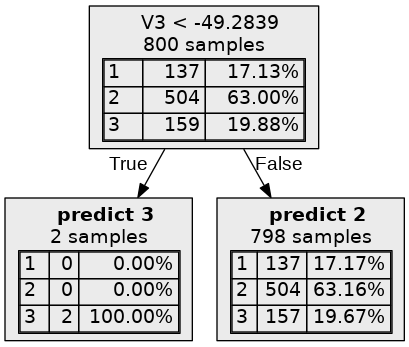 V3 < -49.2839
800 samples
1 137 17.13%
2 504 63.00%
3 159 19.88%
True
False
predict 3
2 samples
1 0 0.00%
2 0 0.00%
3 2 100.00%
predict 2
798 samples
1 137 17.17%
2 504 63.16%
3 157 19.67%